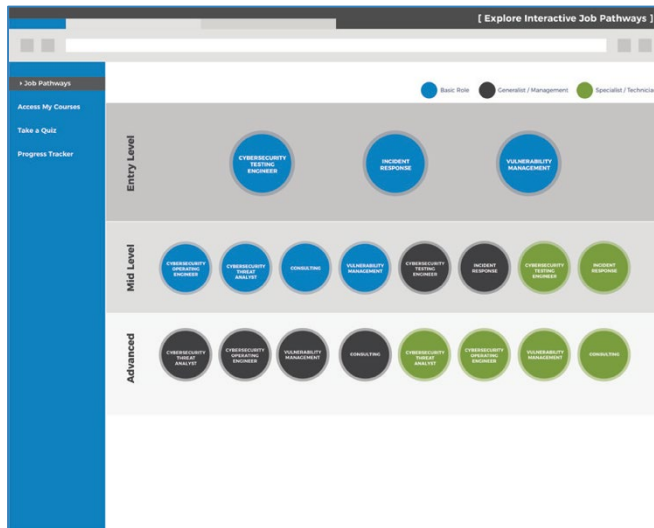 [ Explore Interactive Job Pathways ]
Job Pathways
Access My Courses
Take a Quiz
Progress Tracker
Basic Role
Generalist / Management
Specialist / Technicia
Entry Level
CYBERSECURITY
TESTING
ENGINEER
INCIDENT
RESPONSE
VULNERABILITY
MANAGEMENT
Mid Level
CYBERSECURITY
OPERATING
ENGINEER
CYBERSECURITY
THREAT
ANALYST
CONSULTING
VULNERABILITY
MANAGEMENT
CYBERSECURITY
TESTING
ENGINEER
INCIDENT
RESPONSE
CYBERSECURITY
TESTING
ENGINEER
INCIDENT
RESPONSE
Advanced
CYBERSECURITY
THREAT
ANALYST
CYBERSECURITY
OPERATING
ENGINEER
VULNERABILITY
MANAGEMENT
CONSULTING
CYBERSECURITY
THREAT
ANALYST
CYBERSECURITY
OPERATING
ENGINEER
VULNERABILITY
MANAGEMENT
CONSULTING